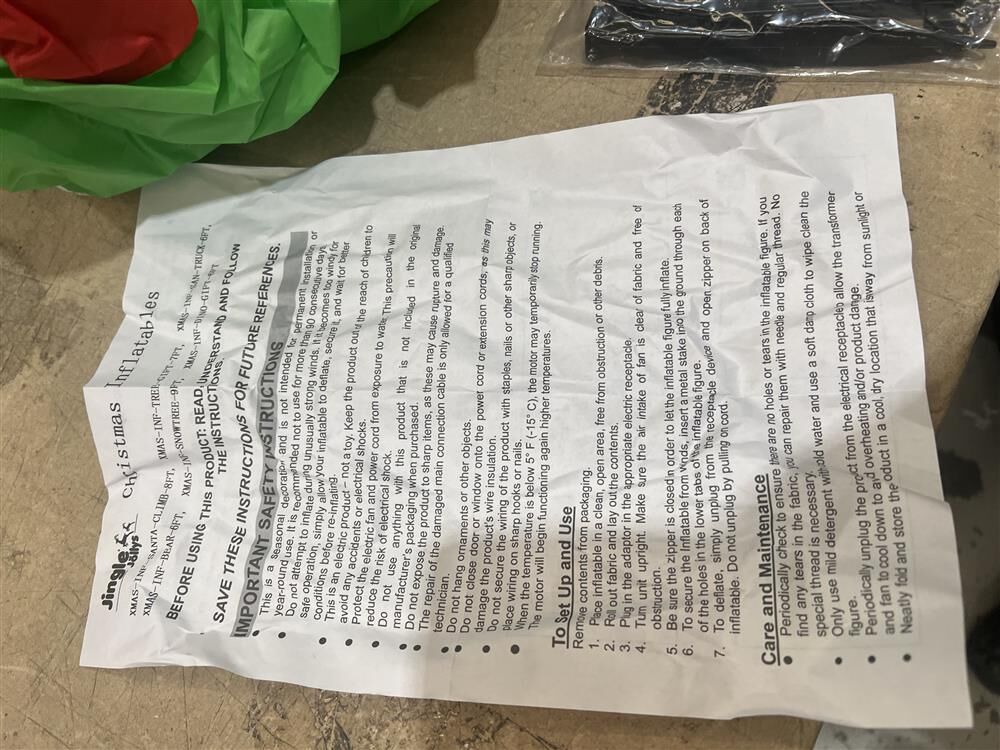 Jingle Jollys
Christmas Inflatables
XMAS-INF-SANTA-CLIMB-8FT, XMAS-INF-TREE-GIFT-7FT, XMAS-INF-SAN-TRUCK-6FT,
XMAS-INF-BEAR-6FT, XMAS-INF-SNOWTREE-9FT, XMAS-INF-DINO-GIFT-6FT
BEFORE USING THIS PRODUCT, READ, UNDERSTAND AND FOLLOW
THE INSTRUCTIONS.
SAVE THESE INSTRUCTIONS FOR FUTURE REFERENCES.
IMPORTANT SAFETY INSTRUCTIONS
• This is a seasonal decoration and is not intended for permanent installation or
year-round use. It is recommended not to use for more than 90 consecutive days.
• Do not attempt to inflate during unusually strong winds. If it becomes too windy for
safe operation, simply allow your inflatable to deflate, secure it, and wait for better
conditions before re-inflating.
• This is an electric product – not a toy. Keep the product out of the reach of children to
avoid any accidents or electrical shocks.
• Protect the electric fan and power cord from exposure to water. This precaution will
reduce the risk of electrical shock.
• Do not use anything with this product that is not included in the original
manufacturer's packaging when purchased.
• Do not expose the product to sharp items, as these may cause rupture and damage.
• The repair of the damaged main connection cable is only allowed for a qualified
technician.
• Do not hang ornaments or other objects.
• Do not close door or window onto the power cord or extension cords, as this may
damage the product's wire insulation.
• Do not secure the wiring of the product with staples, nails or other sharp objects, or
place wiring on sharp hooks or nails.
• When the temperature is below 5° F (-15° C), the motor may temporarily stop running.
The motor will begin functioning again higher temperatures.
To Set Up and Use
Remove contents from packaging.
1. Place inflatable in a clean, open area, free from obstruction or other debris.
2. Roll out fabric and lay out the contents.
3. Plug in the adaptor in the appropriate electric receptacle.
4. Turn unit upright. Make sure the air intake of fan is clear of fabric and free of
obstruction.
5. Be sure the zipper is closed in order to let the inflatable figure fully inflate.
6. To secure the inflatable from winds, insert a metal stake into the ground through each
of the holes in the lower tabs of the inflatable figure.
7. To deflate, simply unplug from the receptable device and open zipper on back of
inflatable. Do not unplug by pulling on cord.
Care and Maintenance
• Periodically check to ensure there are no holes or tears in the inflatable figure. If you
find any tears in the fabric, you can repair them with needle and regular thread. No
special thread is necessary.
• Only use mild detergent with cold water and use a soft damp cloth to wipe clean the
figure.
• Periodically unplug the product from the electrical receptacle, allow the transformer
and fan to cool down to avoid overheating and/or product damage.
• Neatly fold and store the product in a cool, dry location that is away from sunlight or